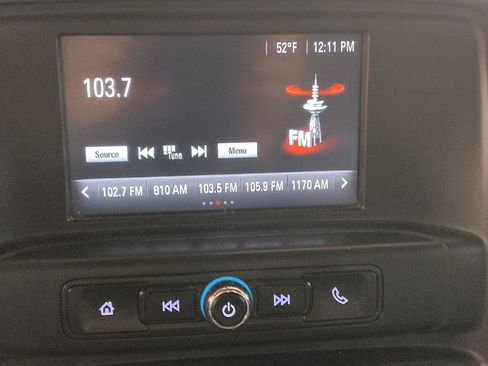 52°F 12:11 PM
103.7
FM
Source Tune Menu
102.7 FM 810 AM 103.5 FM 105.9 FM 1170 AM